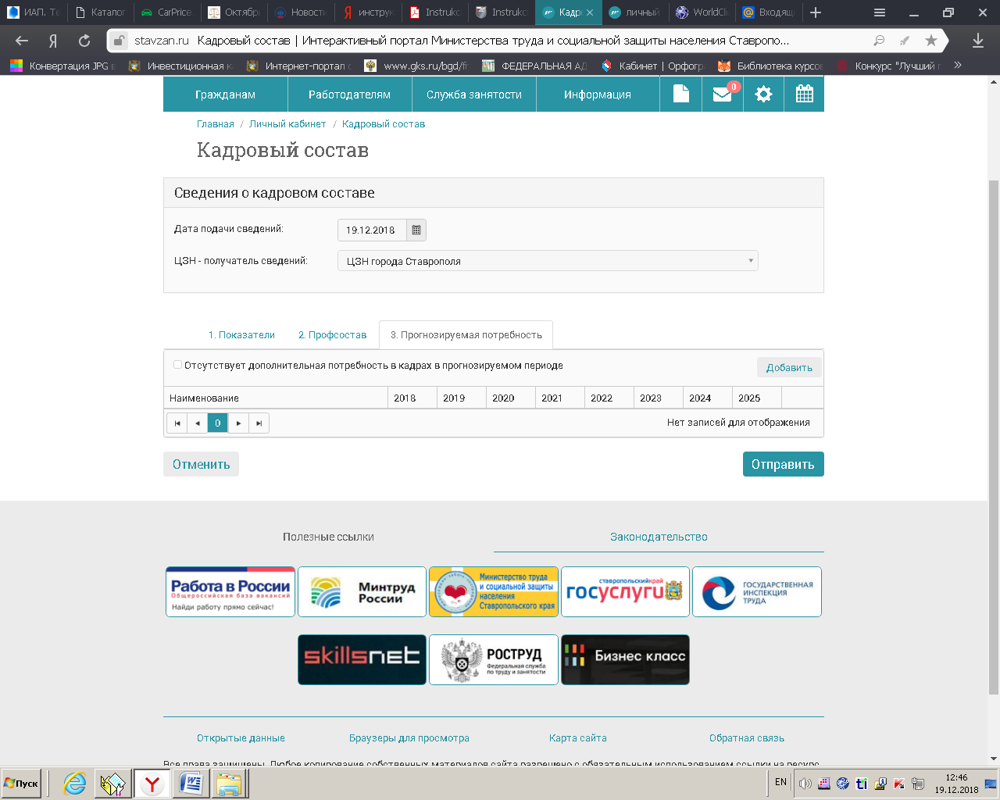 ИАП. Те
Каталог
CarPrice
Октябрь
Новости
инструк
Instrukc
Instrukc
Кадро
личный
WorldCli
Входящи
stavzan.ru Кадровый состав | Интерактивный портал Министерства труда и социальной защиты населения Ставропо...
Конвертация JPG в
Инвестиционная к
Интернет-портал с
www.gks.ru/bgd/fr
ФЕДЕРАЛЬНАЯ АД
Кабинет | Орфогра
Библиотека курсов
Конкурс "Лучший п
Гражданам
Работодателям
Служба занятости
Информация
0
Главная / Личный кабинет / Кадровый состав
Кадровый состав
Сведения о кадровом составе
Дата подачи сведений: 19.12.2018
ЦЗН - получатель сведений: ЦЗН города Ставрополя
1. Показатели 2. Профсостав 3. Прогнозируемая потребность
Отсутствует дополнительная потребность в кадрах в прогнозируемом периоде
Добавить
Наименование 2018 2019 2020 2021 2022 2023 2024 2025
0
Нет записей для отображения
Отменить
Отправить
Полезные ссылки
Законодательство
Работа в России
Общероссийская база вакансий
Найди работу прямо сейчас!
Минтруд
России
Министерство труда
и социальной защиты
населения
Ставропольского края
ставропольский край
госуслуги
ГОСУДАРСТВЕННАЯ
ИНСПЕКЦИЯ
ТРУДА
skillsnet
РОСТРУД
Федеральная служба
по труду и занятости
Бизнес класс
Открытые данные
Браузеры для просмотра
Карта сайта
Обратная связь
Все права защищены. Любое копирование собственных материалов сайта разрешено с обязательным использованием ссылки на ресурс
Пуск
EN
12:46
19.12.2018